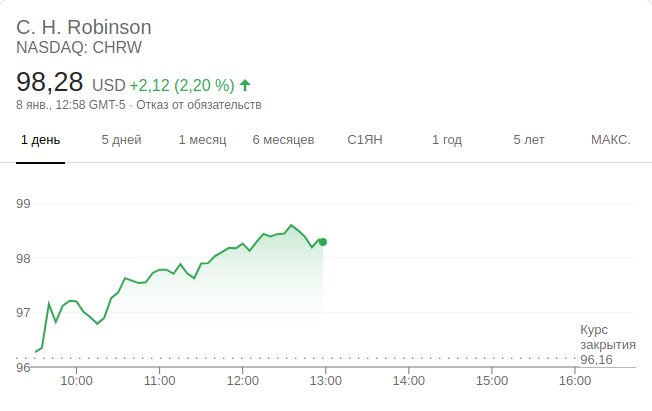 C. H. Robinson
NASDAQ: CHRW
98,28 USD +2,12 (2,20 %)
8 янв., 12:58 GMT-5 · Отказ от обязательств
1 день 5 дней 1 месяц 6 месяцев С1ЯН 1 год 5 лет МАКС.
99
98
97
96
Курс
закрытия
96,16
10:00 11:00 12:00 13:00 14:00 15:00 16:00